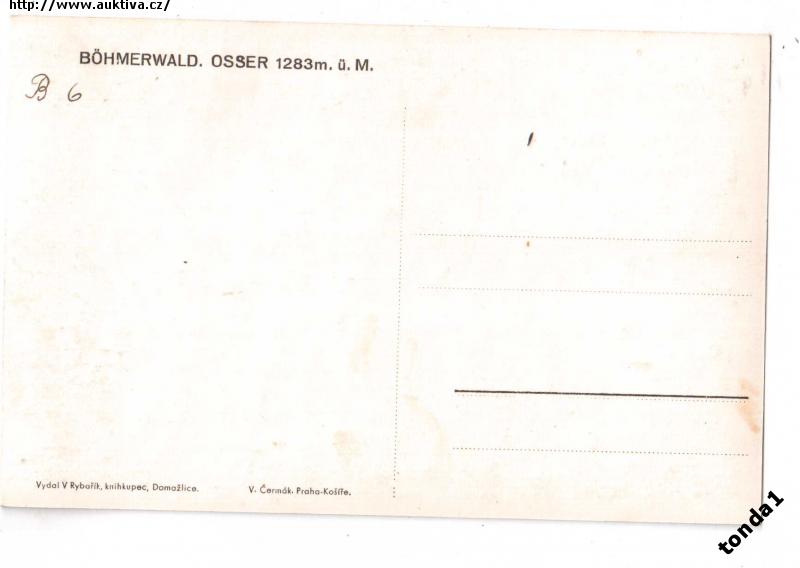 http://www.auktiva.cz/
BÖHMERWALD. OSSER 1283m. ü. M.
B 6
Vydal V Rybařík, knihkupec, Domažlice.
V. Čermák. Praha-Košíře.
tonda1